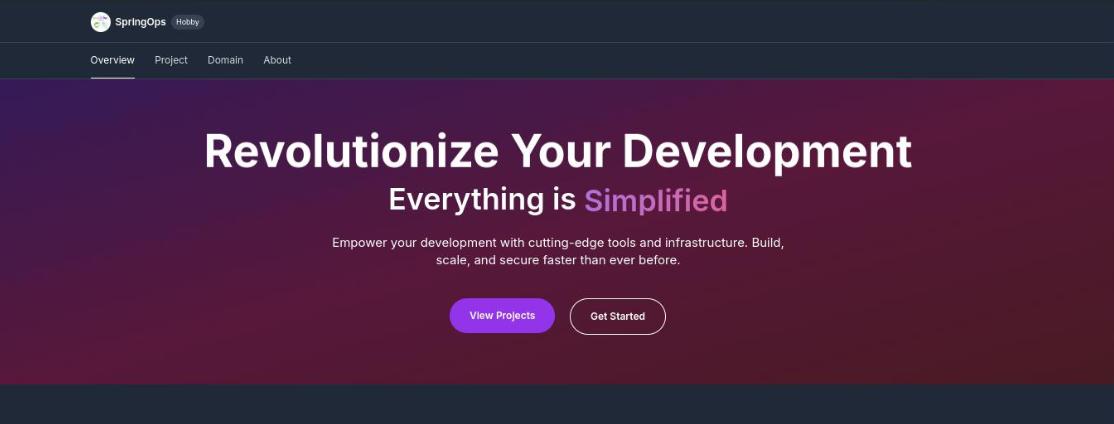 SpringOps Hobby
Overview Project Domain About
Revolutionize Your Development
Everything is Simplified
Empower your development with cutting-edge tools and infrastructure. Build,
scale, and secure faster than ever before.
View Projects Get Started